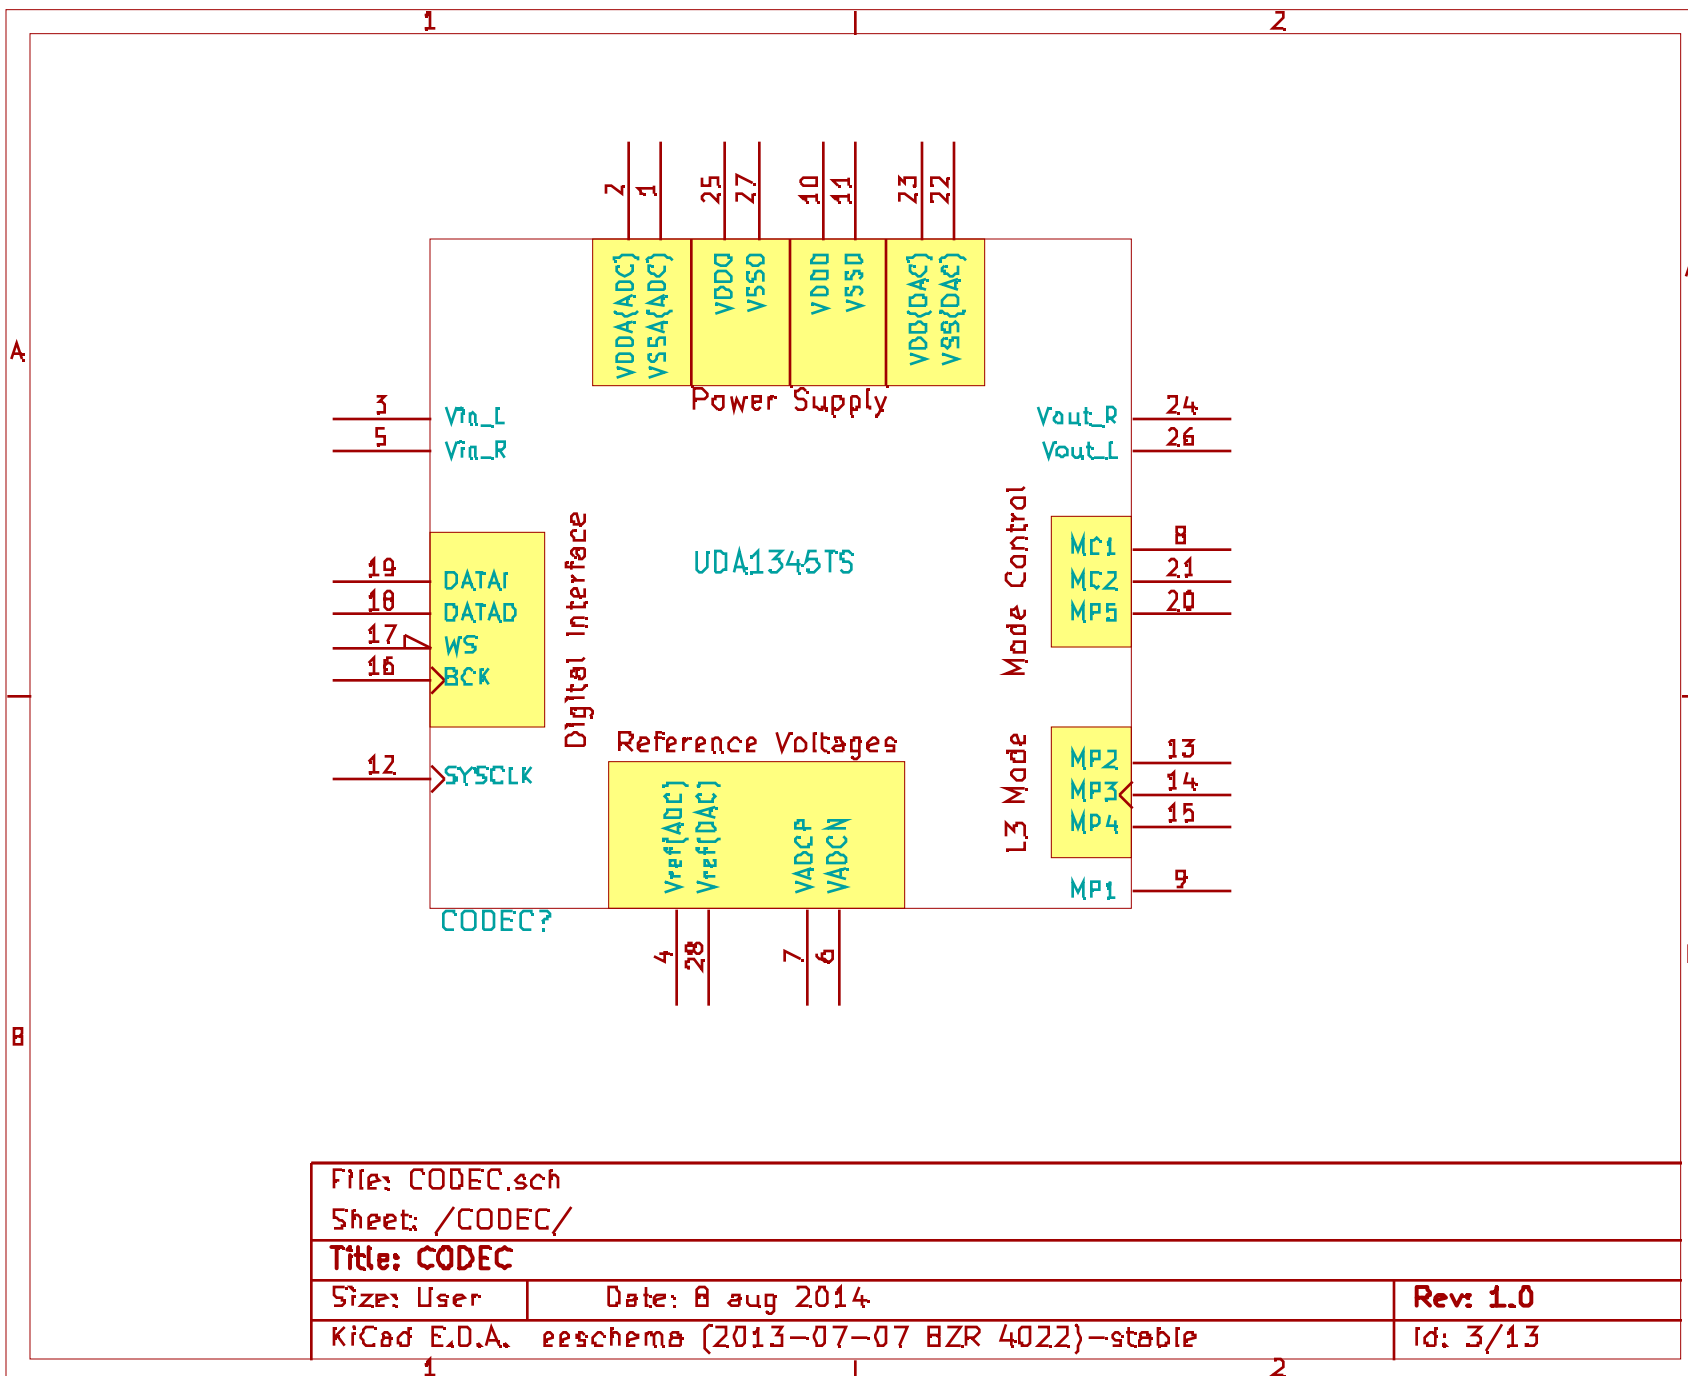 1 2
2 1 25 27 10 11 23 22
VDDA(ADC) VSSA(ADC) VDDO VSSO VDDD VSSD VDD(DAC) VSS(DAC)
A
Power Supply
3 Vin_L
5 Vin_R
Vout_R 24
Vout_L 26
Digital Interface
19 DATAI
18 DATAO
17 WS
16 BCK
UDA1345TS
Mode Control
MC1 8
MC2 21
MP5 20
12 SYSCLK
Reference Voltages
Vref(ADC) Vref(DAC) VADCP VADCN
L3 Mode
MP2 13
MP3 14
MP4 15
MP1 9
CODEC?
4 28 7 6
B
File: CODEC.sch
Sheet: /CODEC/
Title: CODEC
Size: User Date: 8 aug 2014 Rev: 1.0
KiCad E.D.A. eeschema (2013-07-07 BZR 4022)-stable Id: 3/13
1 2